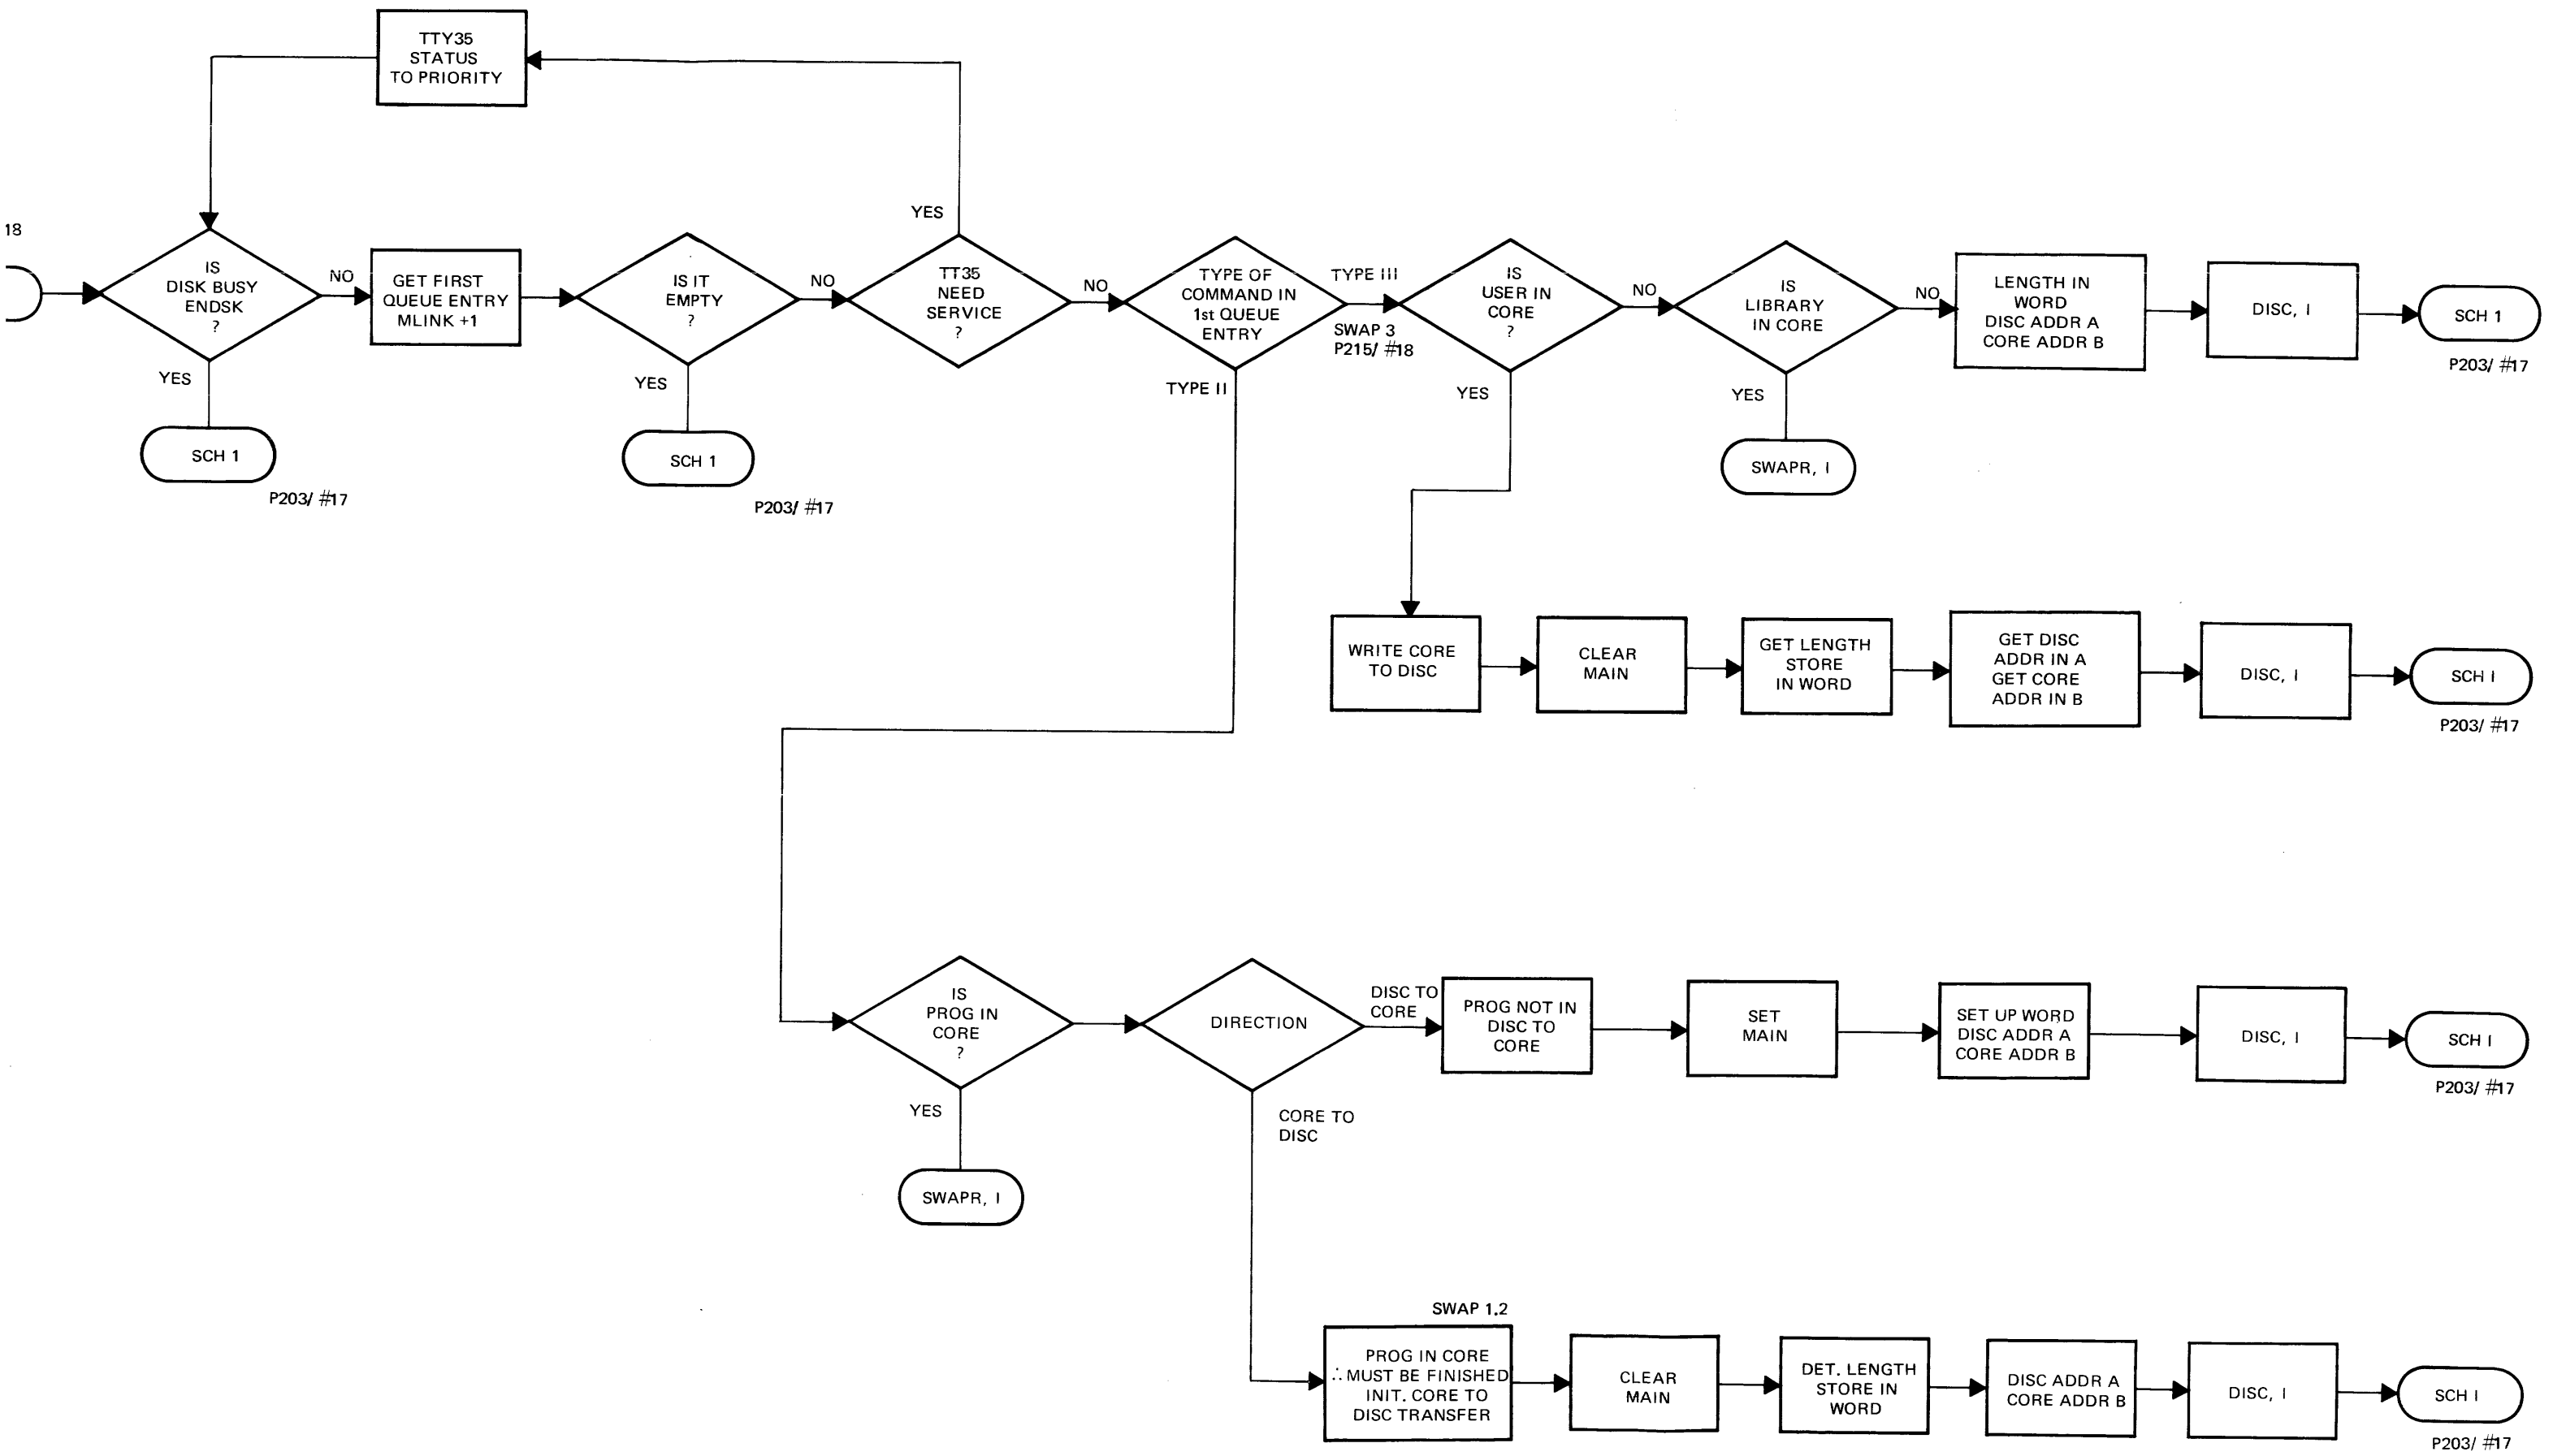 TTY35
STATUS
TO PRIORITY
18
IS
DISK BUSY
ENDSK
?
NO
YES
SCH 1
P203/ #17
GET FIRST
QUEUE ENTRY
MLINK +1
IS IT
EMPTY
?
NO
YES
SCH 1
P203/ #17
YES
TT35
NEED
SERVICE
?
NO
TYPE OF
COMMAND IN
1st QUEUE
ENTRY
TYPE III
SWAP 3
P215/ #18
TYPE II
IS
USER IN
CORE
?
NO
YES
IS
LIBRARY
IN CORE
NO
YES
SWAPR, I
LENGTH IN
WORD
DISC ADDR A
CORE ADDR B
DISC, I
SCH 1
P203/ #17
WRITE CORE
TO DISC
CLEAR
MAIN
GET LENGTH
STORE
IN WORD
GET DISC
ADDR IN A
GET CORE
ADDR IN B
DISC, I
SCH I
P203/ #17
IS
PROG IN
CORE
?
YES
SWAPR, I
DIRECTION
DISC TO
CORE
CORE TO
DISC
PROG NOT IN
DISC TO
CORE
SET
MAIN
SET UP WORD
DISC ADDR A
CORE ADDR B
DISC, I
SCH I
P203/ #17
SWAP 1.2
PROG IN CORE
∴ MUST BE FINISHED
INIT. CORE TO
DISC TRANSFER
CLEAR
MAIN
DET. LENGTH
STORE IN
WORD
DISC ADDR A
CORE ADDR B
DISC, I
SCH I
P203/ #17